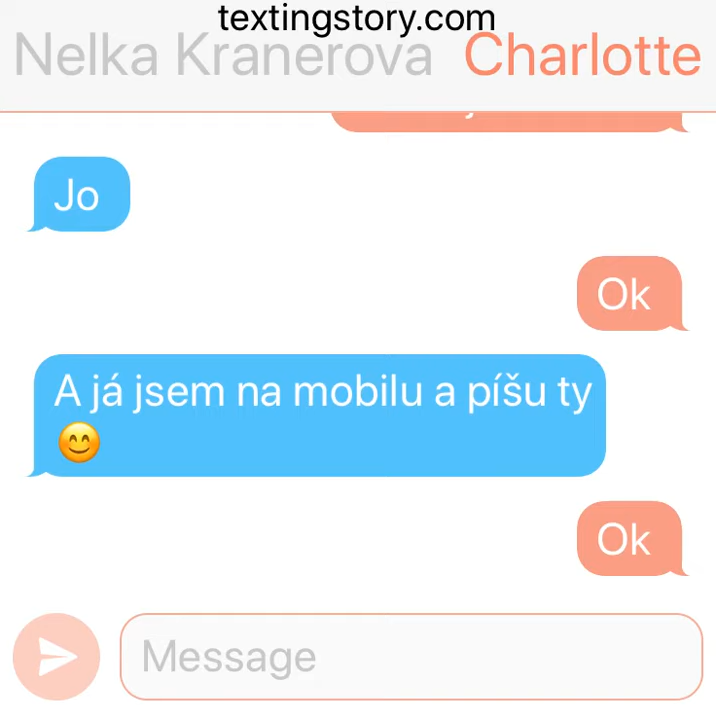 textingstory.com
Nelka Kranerova Charlotte
Jo
Ok
A já jsem na mobilu a píšu ty
😊
Ok
Message